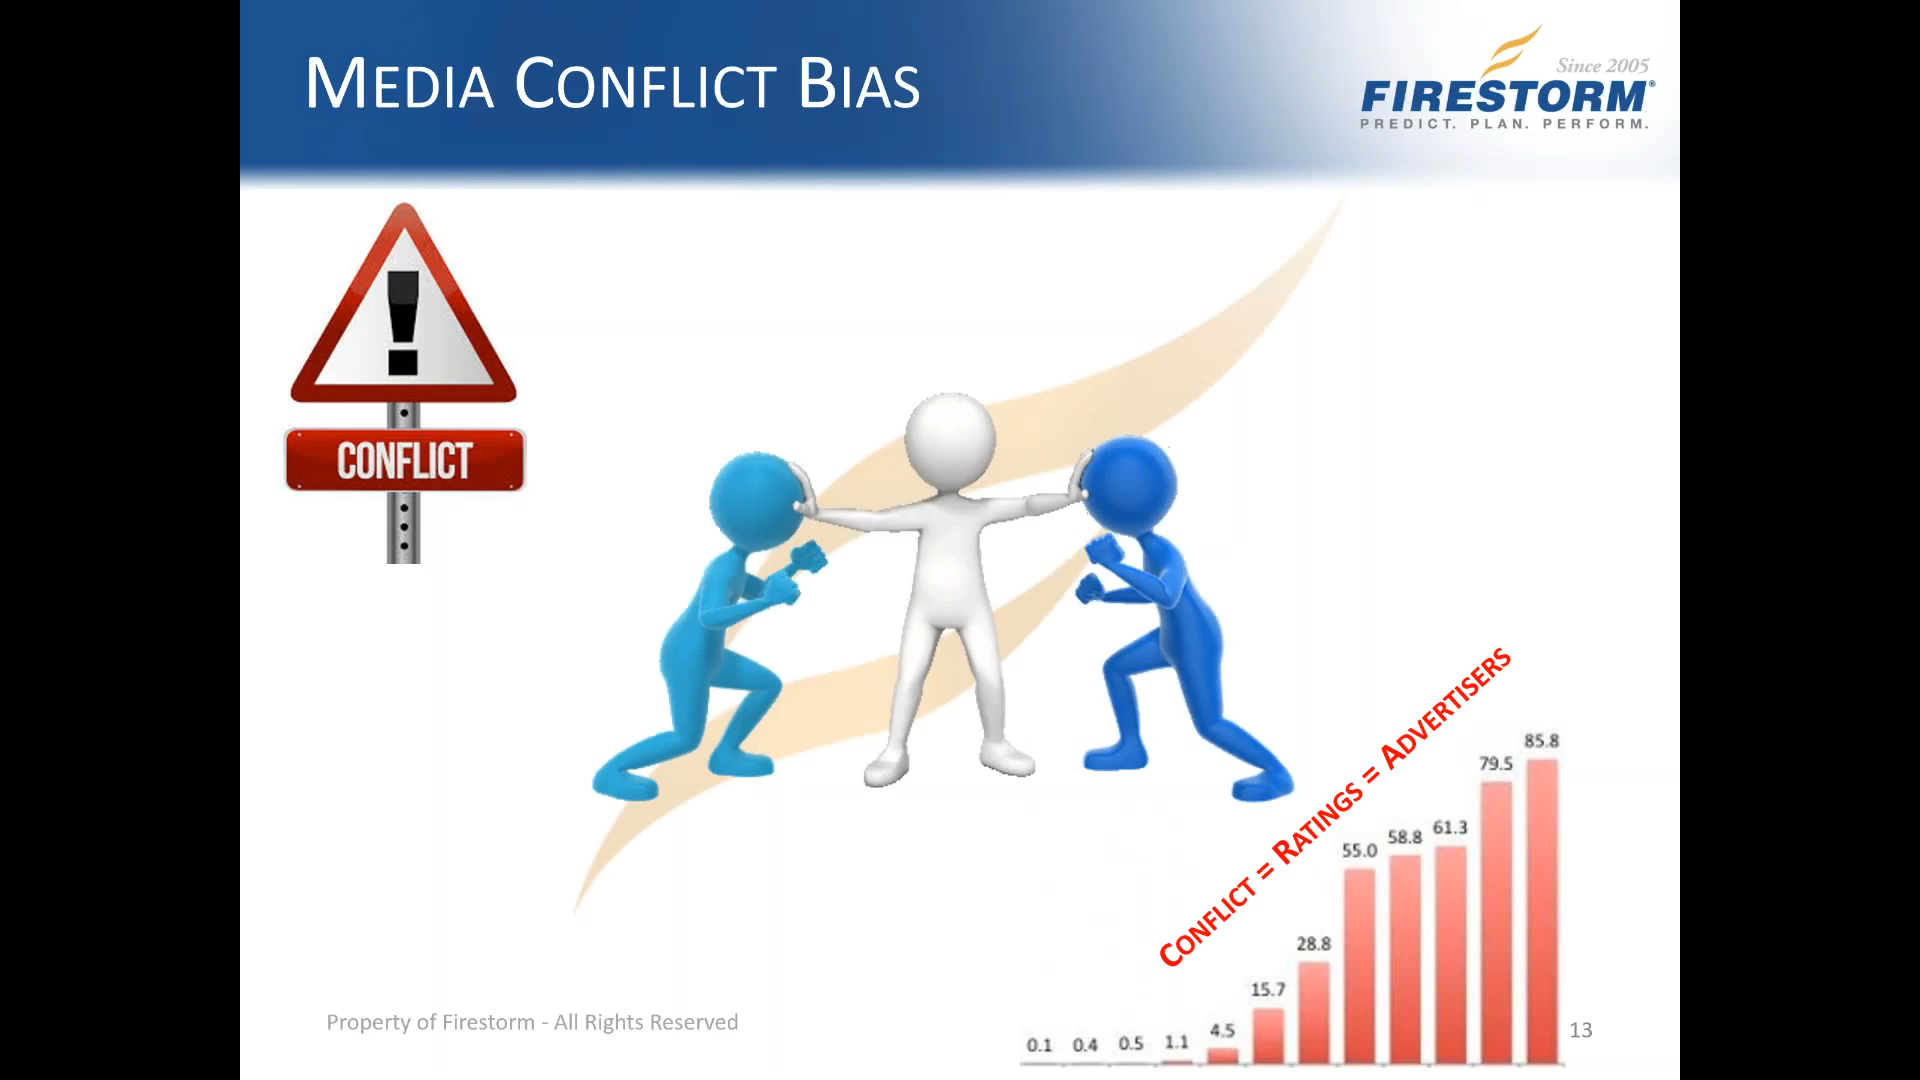 MEDIA CONFLICT BIAS
Since 2005
FIRESTORM®
PREDICT. PLAN. PERFORM.
!
CONFLICT
CONFLICT = RATINGS = ADVERTISERS
0.1 0.4 0.5 1.1 4.5 15.7 28.8 55.0 58.8 61.3 79.5 85.8
Property of Firestorm - All Rights Reserved
13